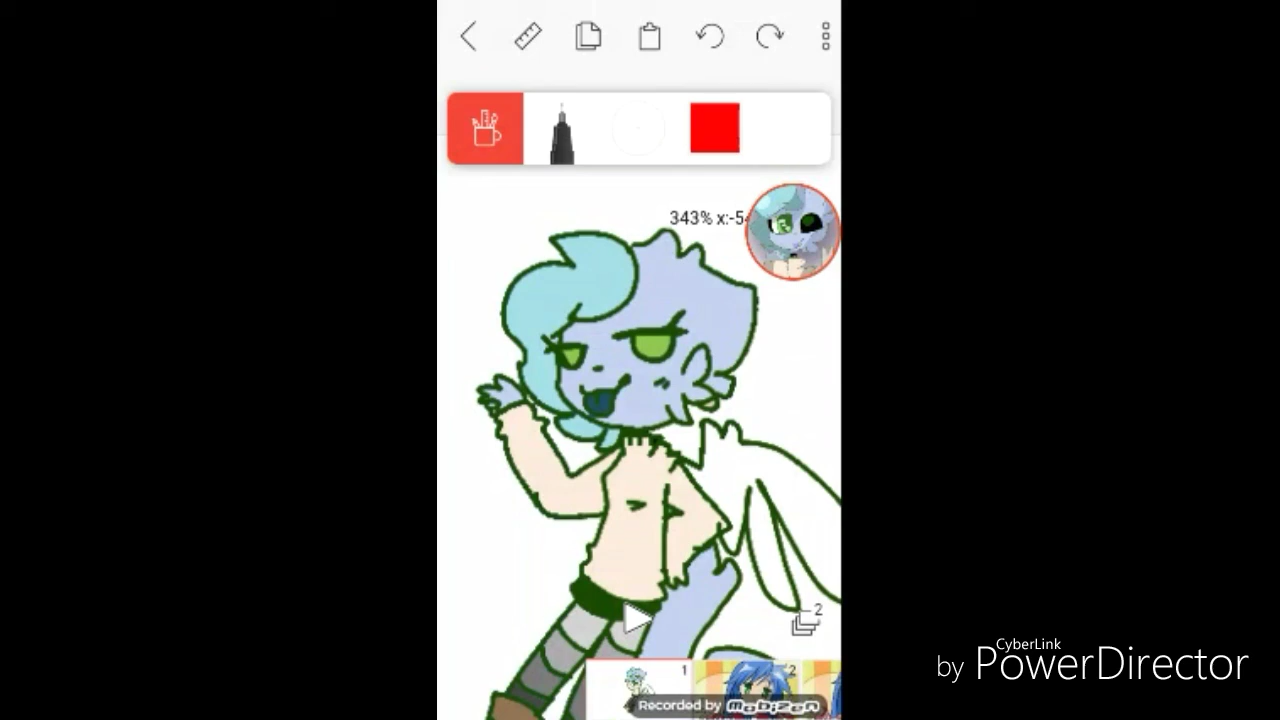 343% x:-5
2
1
2
CyberLink
by PowerDirector
Recorded by Mobizen